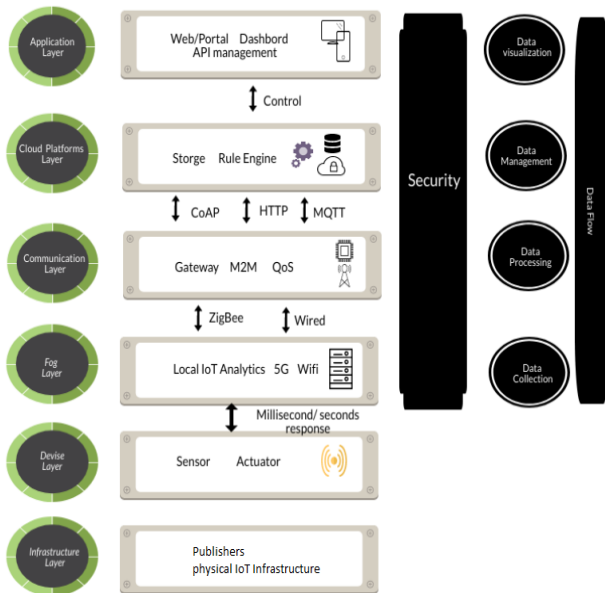 Application
Layer
Web/Portal Dashbord
API management
Control
Cloud Platforms
Layer
Storge Rule Engine
CoAP HTTP MQTT
Communication
Layer
Gateway M2M QoS
ZigBee Wired
Fog
Layer
Local IoT Analytics 5G Wifi
Millisecond/ seconds
response
Devise
Layer
Sensor Actuator
Infrastructure
Layer
Publishers
physical IoT Infrastructure
Security
Data
visualization
Data
Management
Data
Processing
Data
Collection
Data Flow